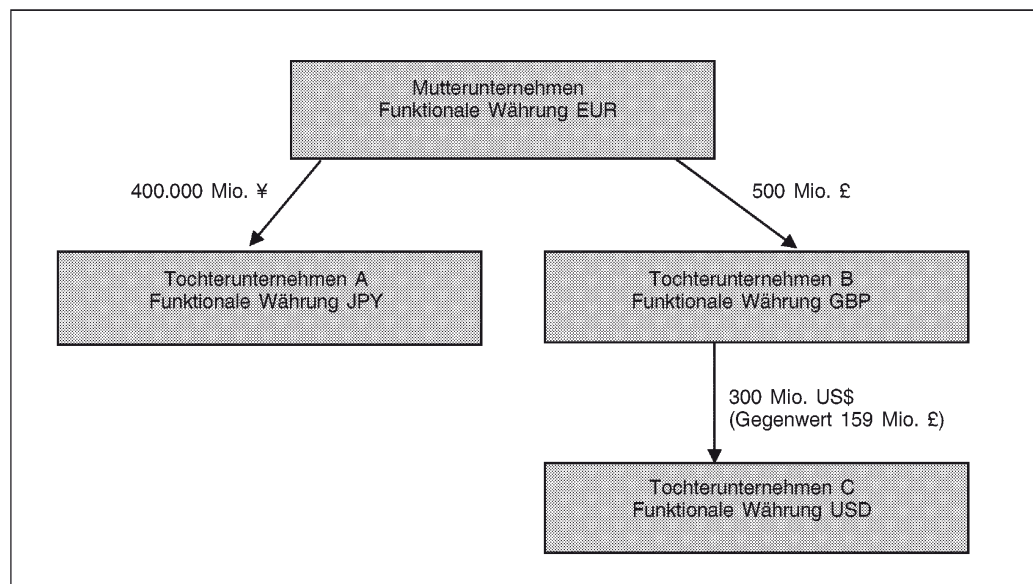 Mutterunternehmen
Funktionale Währung EUR
400.000 Mio. ¥
500 Mio. £
Tochterunternehmen A
Funktionale Währung JPY
Tochterunternehmen B
Funktionale Währung GBP
300 Mio. US$
(Gegenwert 159 Mio. £)
Tochterunternehmen C
Funktionale Währung USD